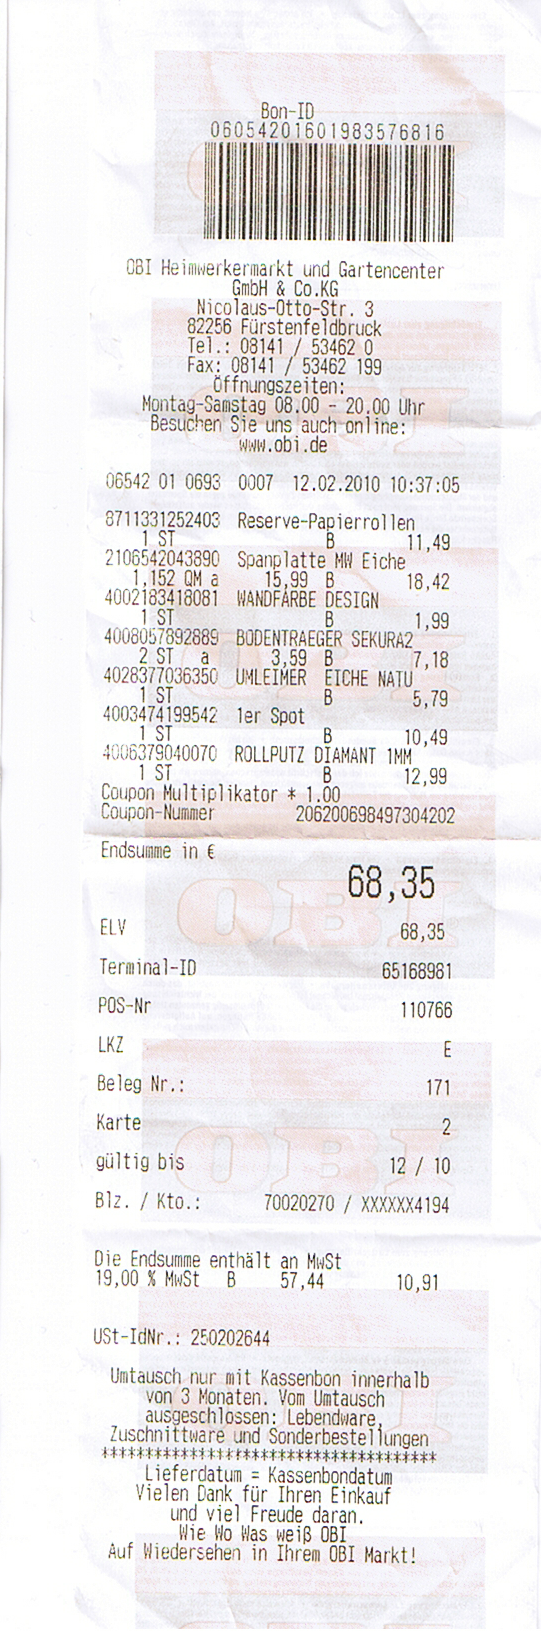 Bon-ID
0605420160198357​6816
OBI Heimwerkermarkt und Gartencenter
GmbH & Co.KG
Nicolaus-Otto-Str. 3
82256 Fürstenfeldbruck
Tel.: 08141 / 53462 0
Fax: 08141 / 53462 199
Öffnungszeiten:
Montag-Samstag 08.00 - 20.00 Uhr
Besuchen Sie uns auch online:
www.obi.de
06542 01 0693 0007 12.02.2010 10:37:05
8711331252403 Reserve-Papierrollen
1 ST B 11,49
2106542043890 Spanplatte MW Eiche
1,152 QM a 15,99 B 18,42
4002183418081 WANDFARBE DESIGN
1 ST B 1,99
4008057892889 BODENTRAEGER SEKURA2
2 ST a 3,59 B 7,18
4028377036350 UMLEIMER EICHE NATU
1 ST B 5,79
4003474199542 1er Spot
1 ST B 10,49
4006379040070 ROLLPUTZ DIAMANT 1MM
1 ST B 12,99
Coupon Multiplikator * 1.00
Coupon-Nummer 206200698497304202
Endsumme in €
68,35
ELV 68,35
Terminal-ID 65168981
POS-Nr 110766
LKZ E
Beleg Nr.: 171
Karte 2
gültig bis 12 / 10
Blz. / Kto.: 70020270 / XXXXXX4194
Die Endsumme enthält an MwSt
19,00 % MwSt B 57,44 10,91
USt-IdNr.: 250202644
Umtausch nur mit Kassenbon innerhalb
von 3 Monaten. Vom Umtausch
ausgeschlossen: Lebendware,
Zuschnittware und Sonderbestellungen
**************************************
Lieferdatum = Kassenbondatum
Vielen Dank für Ihren Einkauf
und viel Freude daran.
Wie Wo Was weiß OBI
Auf Wiedersehen in Ihrem OBI Markt!